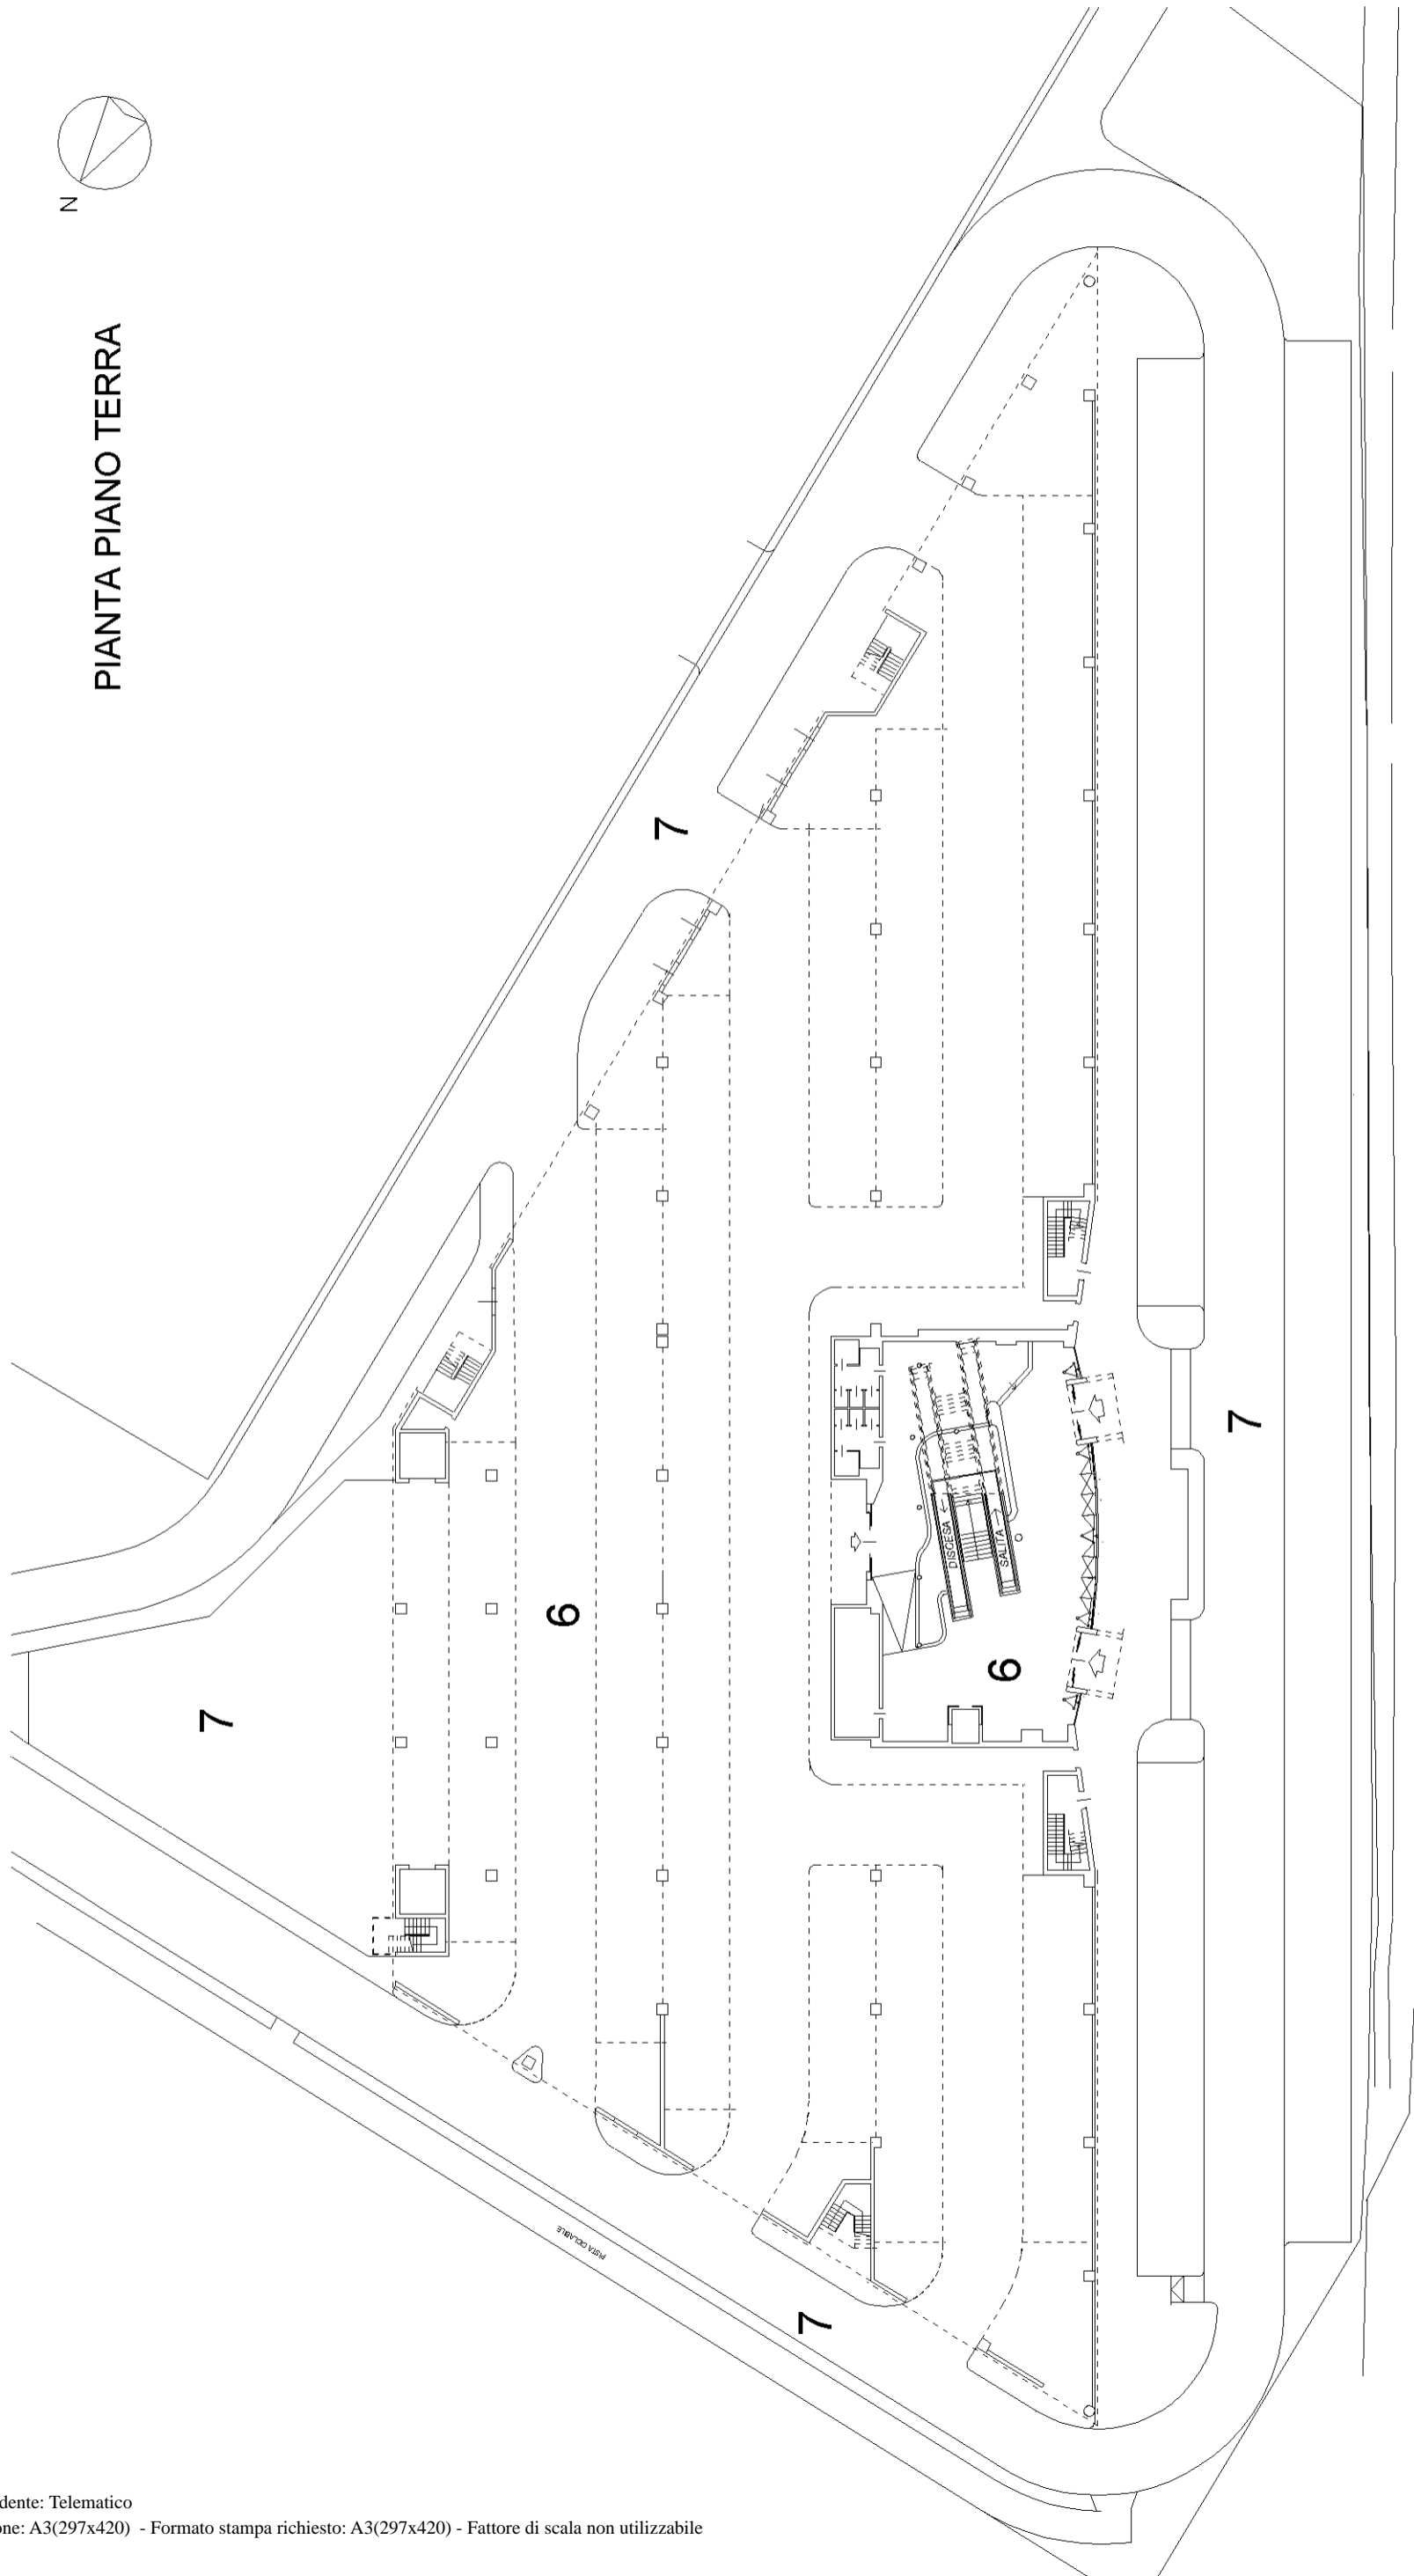 N
PIANTA PIANO TERRA
7
7
6
DISCESA
SALITA
6
7
7
PISTA CICLABILE
dente: Telematico
one: A3(297x420) - Formato stampa richiesto: A3(297x420) - Fattore di scala non utilizzabile